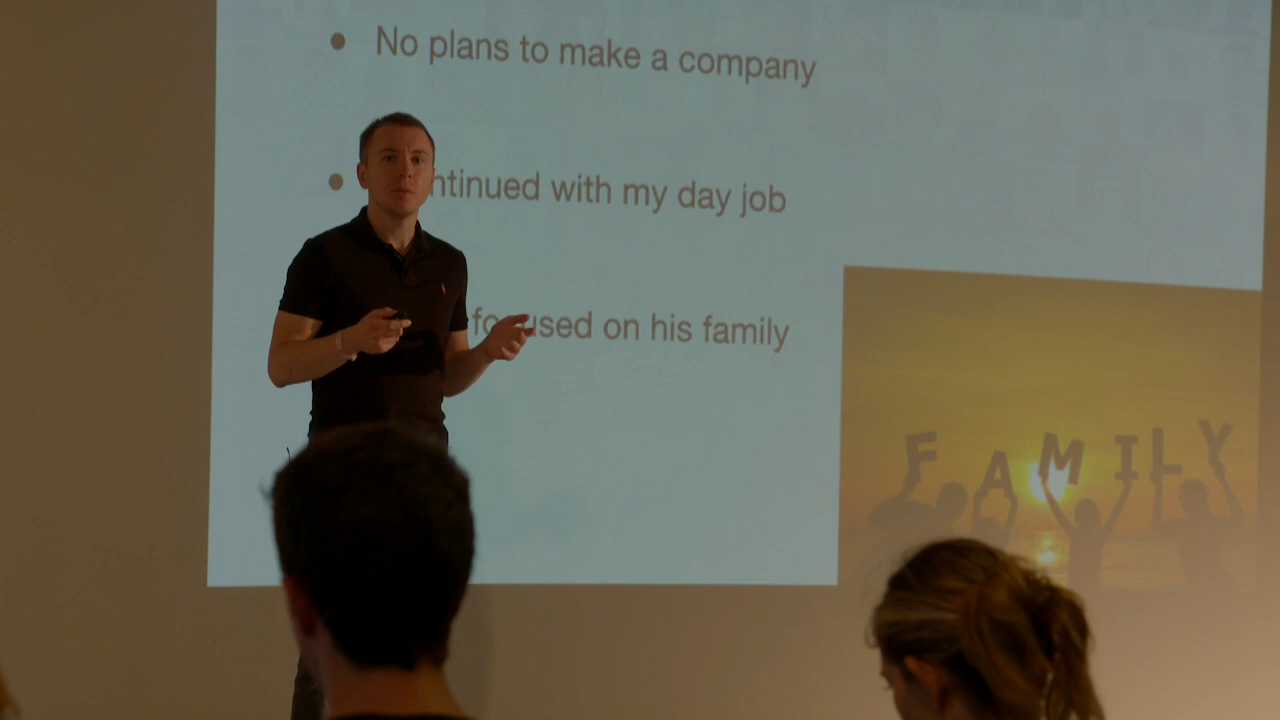 No plans to make a company
ntinued with my day job
focused on his family
FAMILY